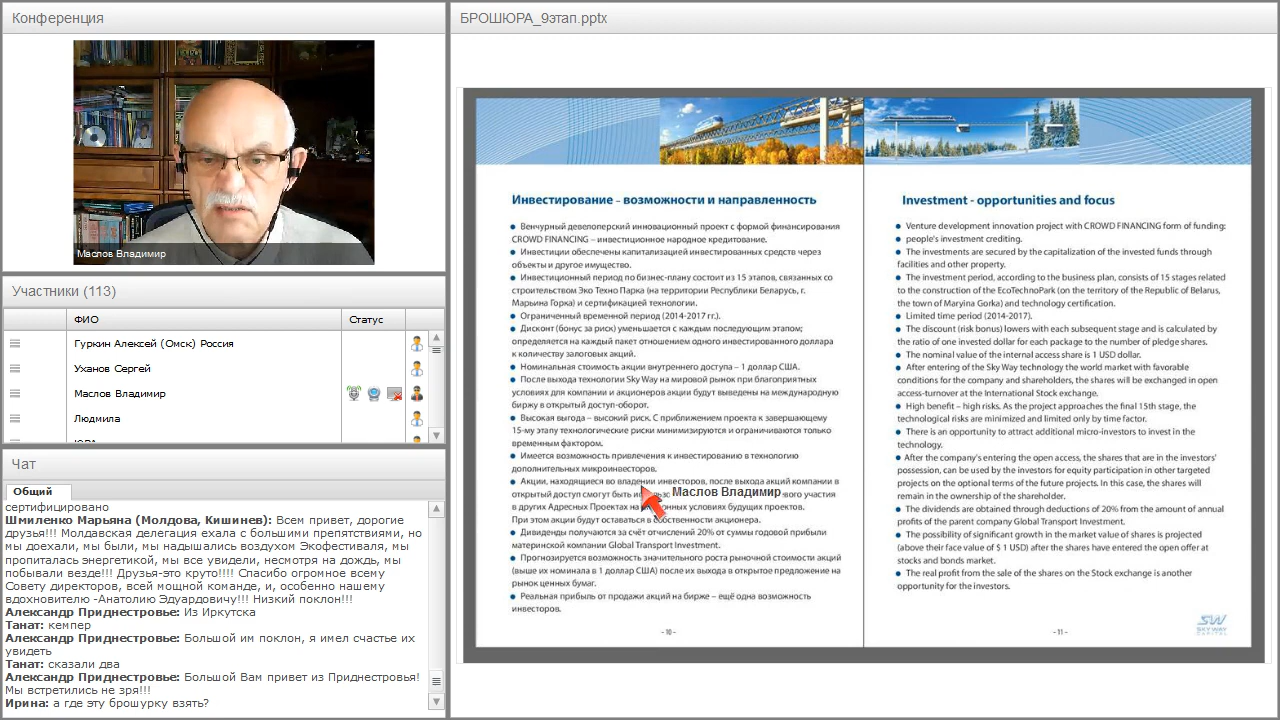 Конференция
Маслов Владимир
Участники (113)
ФИО
Статус
Гуркин Алексей (Омск) Россия
Уханов Сергей
Маслов Владимир
Людмила
Чат
Общий
сертифицировано
Шмиленко Марьяна (Молдова, Кишинев): Всем привет, дорогие
друзья!!! Молдавская делегация ехала с большими препятствиями, но
мы доехали, мы были, мы надышались воздухом Экофестиваля, мы
пропитались энергетикой, мы все увидели, несмотря на дождь, мы
побывали везде!!! Друзья-это круто!!!! Спасибо огромное всему
Совету директоров, всей мощной команде, и, особенно нашему
вдохновителю -Анатолию Эдуардовичу!!! Низкий поклон!!!
Александр Приднестровье: Из Иркутска
Танат: кемпер
Александр Приднестровье: Большой им поклон, я имел счастье их
увидеть
Танат: сказали два
Александр Приднестровье: Большой Вам привет из Приднестровья!
Мы встретились не зря!!!
Ирина: а где эту брошурку взять?
БРОШЮРА_9этап.pptx
Инвестирование – возможности и направленность
Венчурный девелоперский инновационный проект с формой финансирования
CROWD FINANCING – инвестиционное народное кредитование.
Инвестиции обеспечены капитализацией инвестированных средств через
объекты и другое имущество.
Инвестиционный период по бизнес-плану состоит из 15 этапов, связанных со
строительством Эко Техно Парка (на территории Республики Беларусь, г.
Марьина Горка) и сертификацией технологии.
Ограниченный временной период (2014-2017 гг.).
Дисконт (бонус за риск) уменьшается с каждым последующим этапом;
определяется на каждый пакет отношением одного инвестированного доллара
к количеству залоговых акций.
Номинальная стоимость акции внутреннего доступа – 1 доллар США.
После выхода технологии Sky Way на мировой рынок при благоприятных
условиях для компании и акционеров акции будут выведены на международную
биржу в открытый доступ-оборот.
Высокая выгода – высокий риск. С приближением проекта к завершающему
15-му этапу технологические риски минимизируются и ограничиваются только
временным фактором.
Имеется возможность привлечения к инвестированию в технологию
дополнительных микроинвесторов.
Акции, находящиеся во владении инвесторов, после выхода акций компании в
открытый доступ смогут быть Маслов Владимир участия
в других Адресных Проектах на условиях будущих проектов.
При этом акции будут оставаться в собственности акционера.
Дивиденды получаются за счёт отчислений 20% от суммы годовой прибыли
материнской компании Global Transport Investment.
Прогнозируется возможность значительного роста рыночной стоимости акций
(выше их номинала в 1 доллар США) после их выхода в открытое предложение на
рынок ценных бумаг.
Реальная прибыль от продажи акций на бирже – ещё одна возможность
инвесторов.
- 10 -
Investment - opportunities and focus
Venture development innovation project with CROWD FINANCING form of funding:
people's investment crediting.
The investments are secured by the capitalization of the invested funds through
facilities and other property.
The investment period, according to the business plan, consists of 15 stages related
to the construction of the EcoTechnoPark (on the territory of the Republic of Belarus,
the town of Maryina Gorka) and technology certification.
Limited time period (2014-2017).
The discount (risk bonus) lowers with each subsequent stage and is calculated by
the ratio of one invested dollar for each package to the number of pledge shares.
The nominal value of the internal access share is 1 USD dollar.
After entering of the Sky Way technology the world market with favorable
conditions for the company and shareholders, the shares will be exchanged in open
access-turnover at the International Stock exchange.
High benefit – high risks. As the project approaches the final 15th stage, the
technological risks are minimized and limited only by time factor.
There is an opportunity to attract additional micro-investors to invest in the
technology.
After the company's entering the open access, the shares that are in the investors'
possession, can be used by the investors for equity participation in other targeted
projects on the optional terms of the future projects. In this case, the shares will
remain in the ownership of the shareholder.
The dividends are obtained through deductions of 20% from the amount of annual
profits of the parent company Global Transport Investment.
The possibility of significant growth in the market value of shares is projected
(above their face value of $ 1 USD) after the shares have entered the open offer at
stocks and bonds market.
The real profit from the sale of the shares on the Stock exchange is another
opportunity for the investors.
- 11 -
SW
SKY WAY
CAPITAL